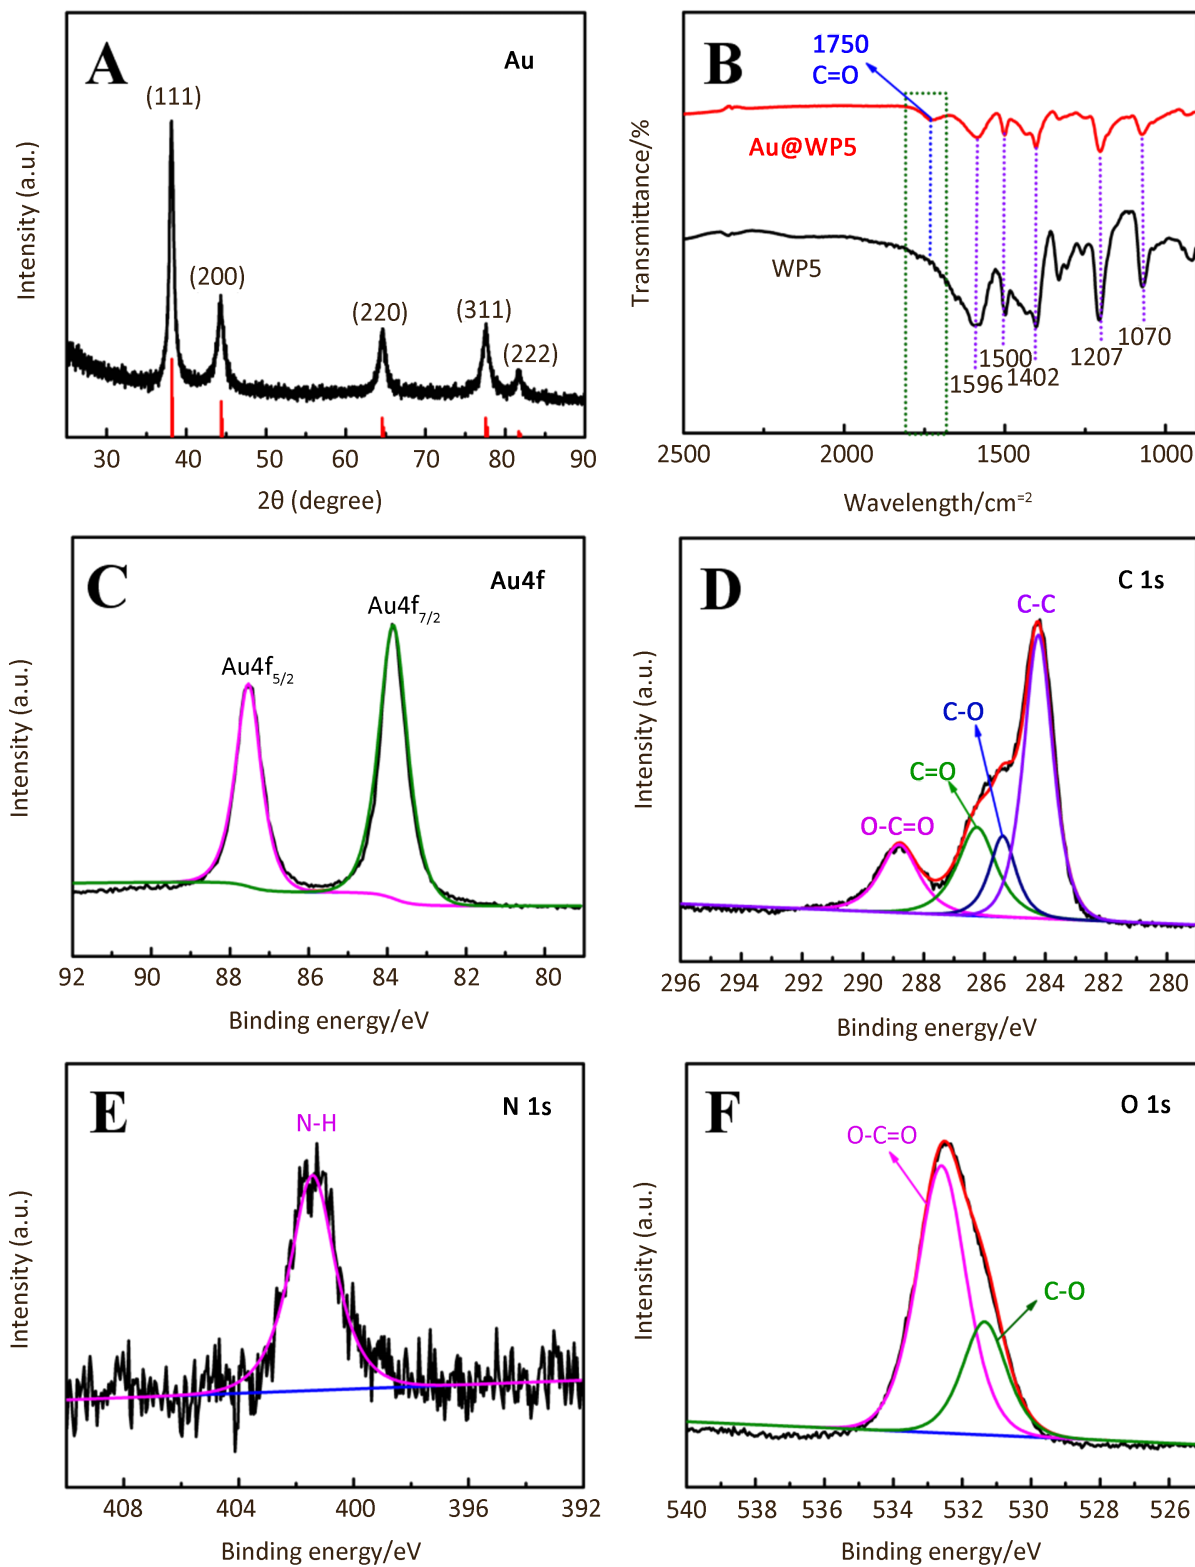 A
Au
(111)
(200)
(220)
(311)
(222)
Intensity (a.u.)
30 40 50 60 70 80 90
2θ (degree)
B
1750
C=O
Au@WP5
WP5
1596
1500
1402
1207
1070
Transmittance/%
2500 2000 1500 1000
Wavelength/cm⁼²
C
Au4f
Au4f5/2
Au4f7/2
Intensity (a.u.)
92 90 88 86 84 82 80
Binding energy/eV
D
C 1s
C-C
C-O
C=O
O-C=O
Intensity (a.u.)
296 294 292 290 288 286 284 282 280
Binding energy/eV
E
N 1s
N-H
Intensity (a.u.)
408 404 400 396 392
Binding energy/eV
F
O 1s
O-C=O
C-O
Intensity (a.u.)
540 538 536 534 532 530 528 526
Binding energy/eV